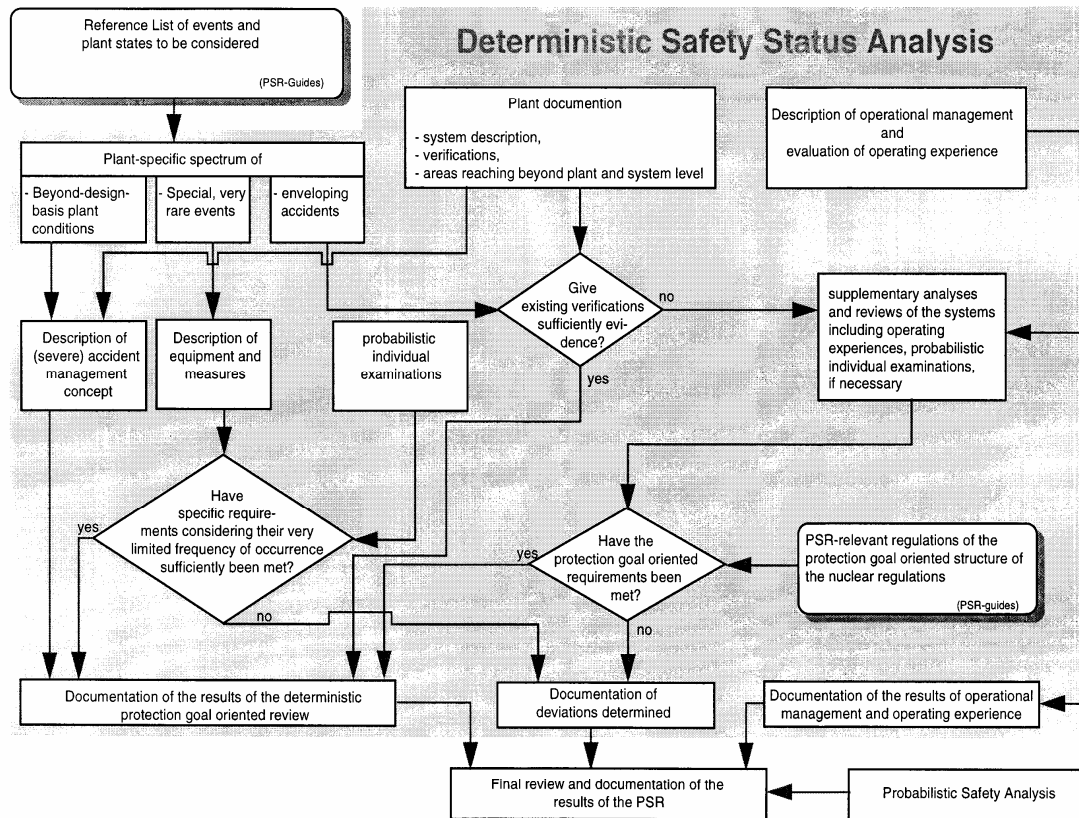 Reference List of events and
plant states to be considered
(PSR-Guides)
Deterministic Safety Status Analysis
Plant documention
- system description,
- verifications,
- areas reaching beyond plant and system level
Description of operational management
and
evaluation of operating experience
Plant-specific spectrum of
- Beyond-design-
basis plant
conditions
- Special, very
rare events
- enveloping
accidents
Give
existing verifications
sufficiently evi-
dence?
no
yes
supplementary analyses
and reviews of the systems
including operating
experiences, probabilistic
individual examinations,
if necessary
Description of
(severe) accident
management
concept
Description of
equipment and
measures
probabilistic
individual
examinations
Have
specific require-
ments considering their very
limited frequency of occurrence
sufficiently been met?
yes
no
Have the
protection goal oriented
requirements been
met?
yes
no
PSR-relevant regulations of the
protection goal oriented structure of
the nuclear regulations
(PSR-guides)
Documentation of the results of the deterministic
protection goal oriented review
Documentation of
deviations determined
Documentation of the results of operational
management and operating experience
Final review and documentation of the
results of the PSR
Probabilistic Safety Analysis